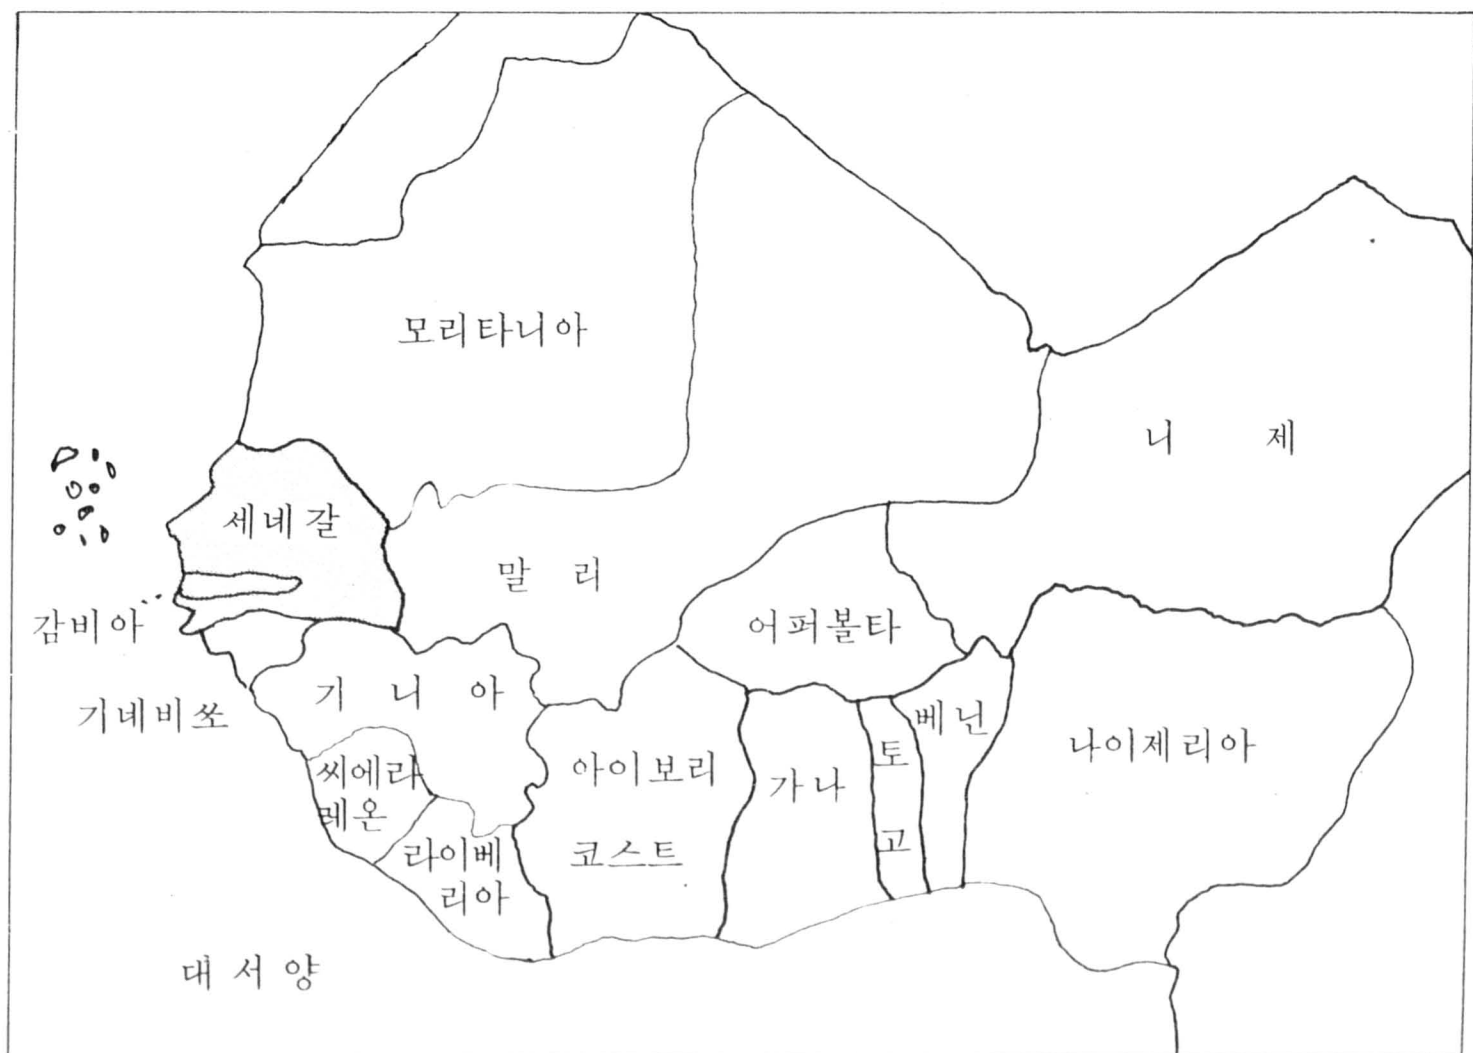 모리타니아
니 제
세네갈
말 리
감비아
어퍼볼타
기네비쏘
기 니 아
베닌
나이제리아
토
고
씨에라
레온
아이보리
코스트
가나
라이베
리아
대서양